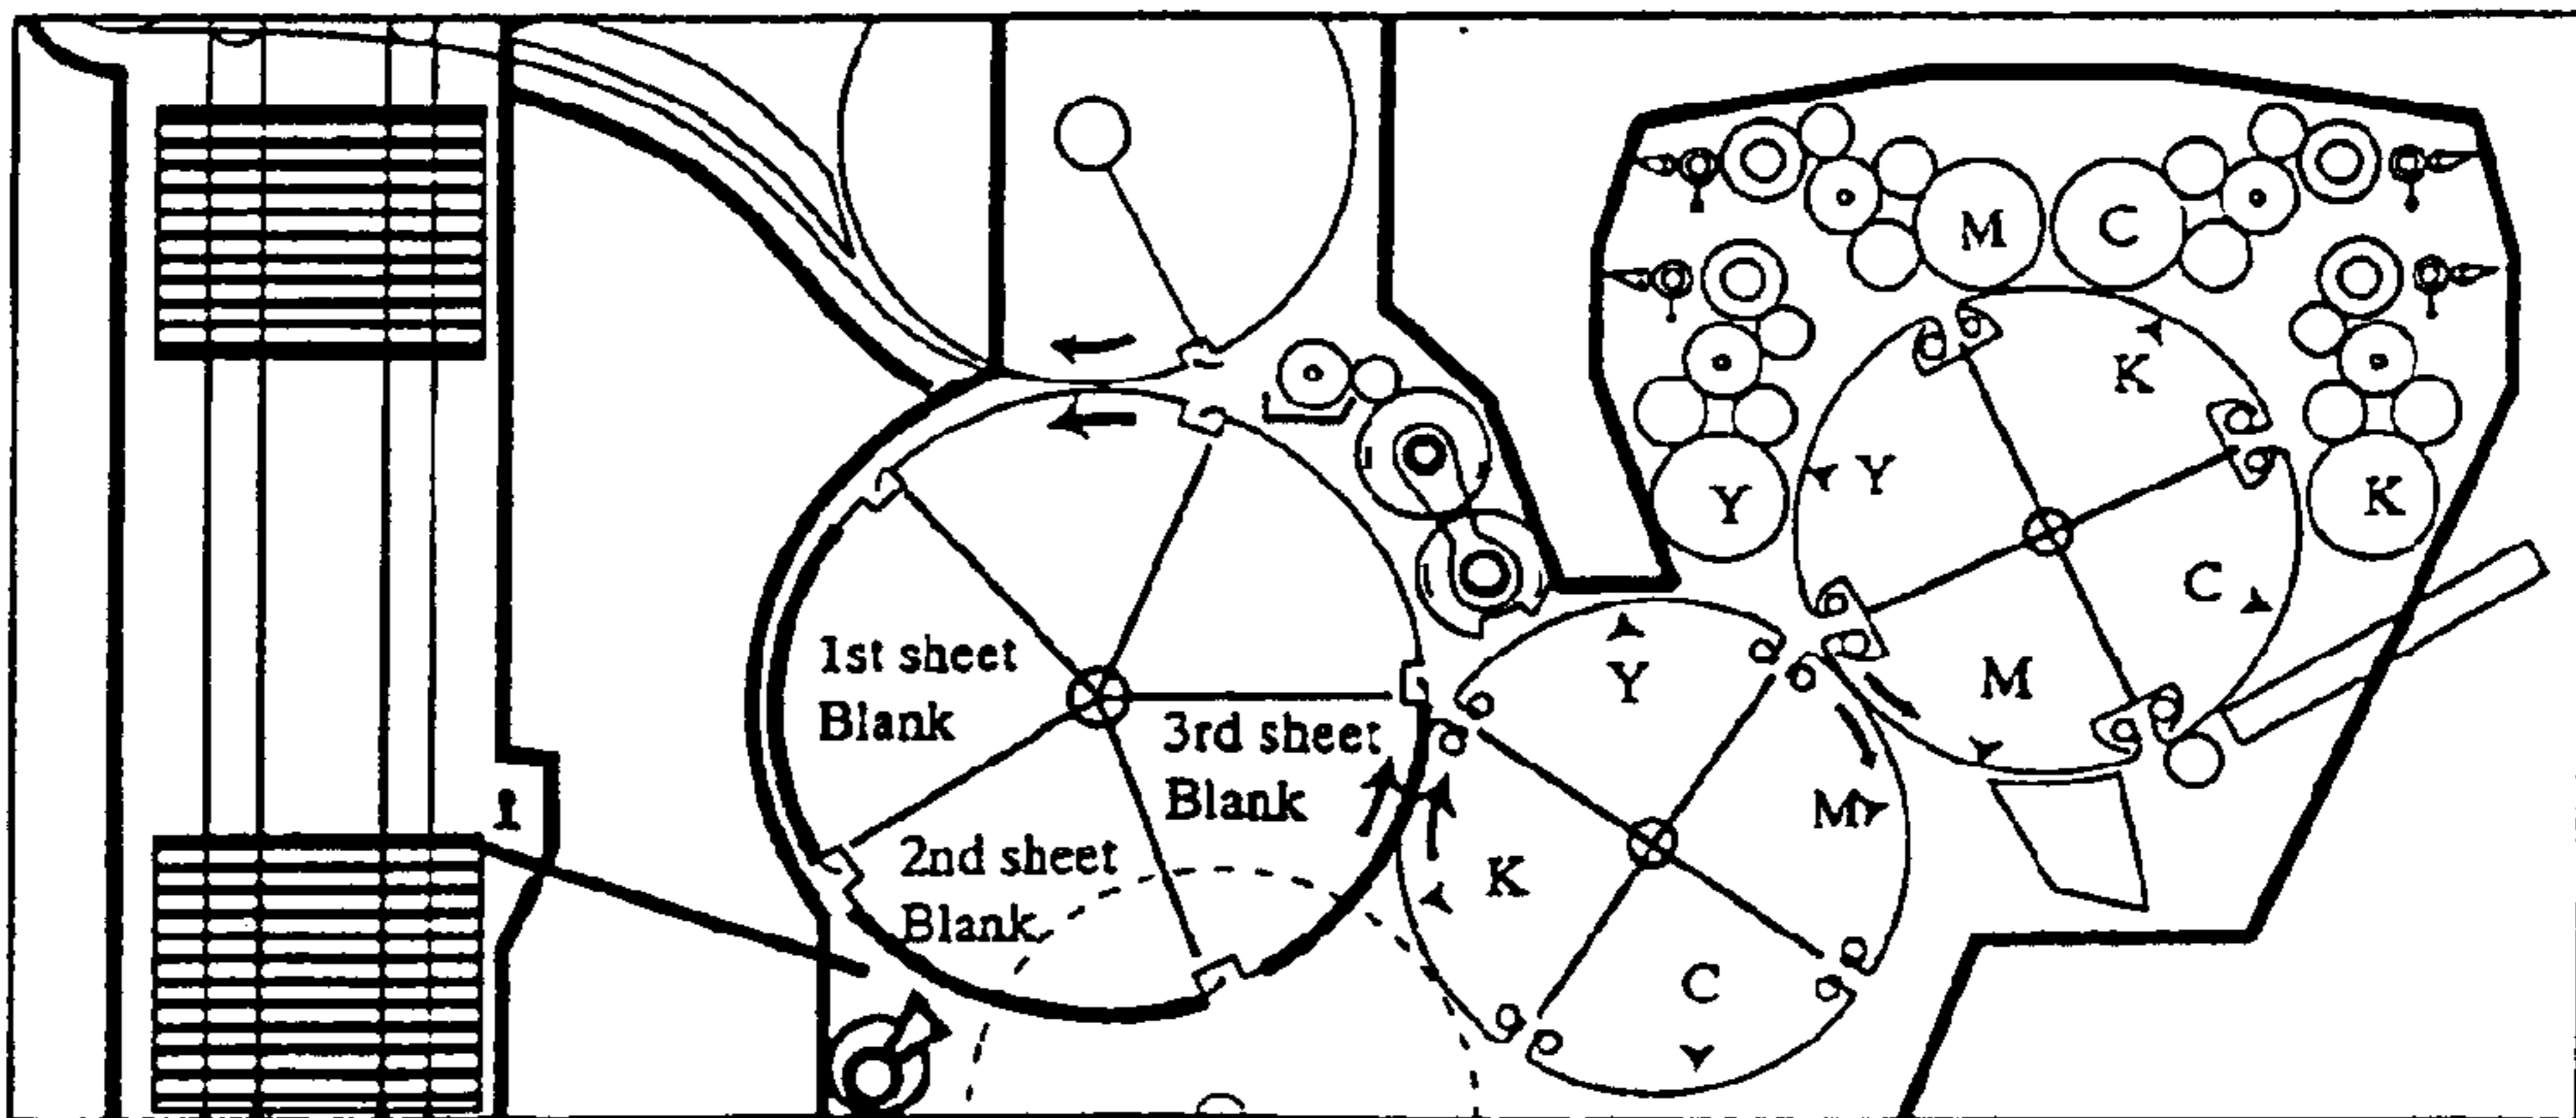 M C
K
Y Y K
C
1st sheet
Blank
Y
M
3rd sheet
Blank
M
2nd sheet
Blank
K
C